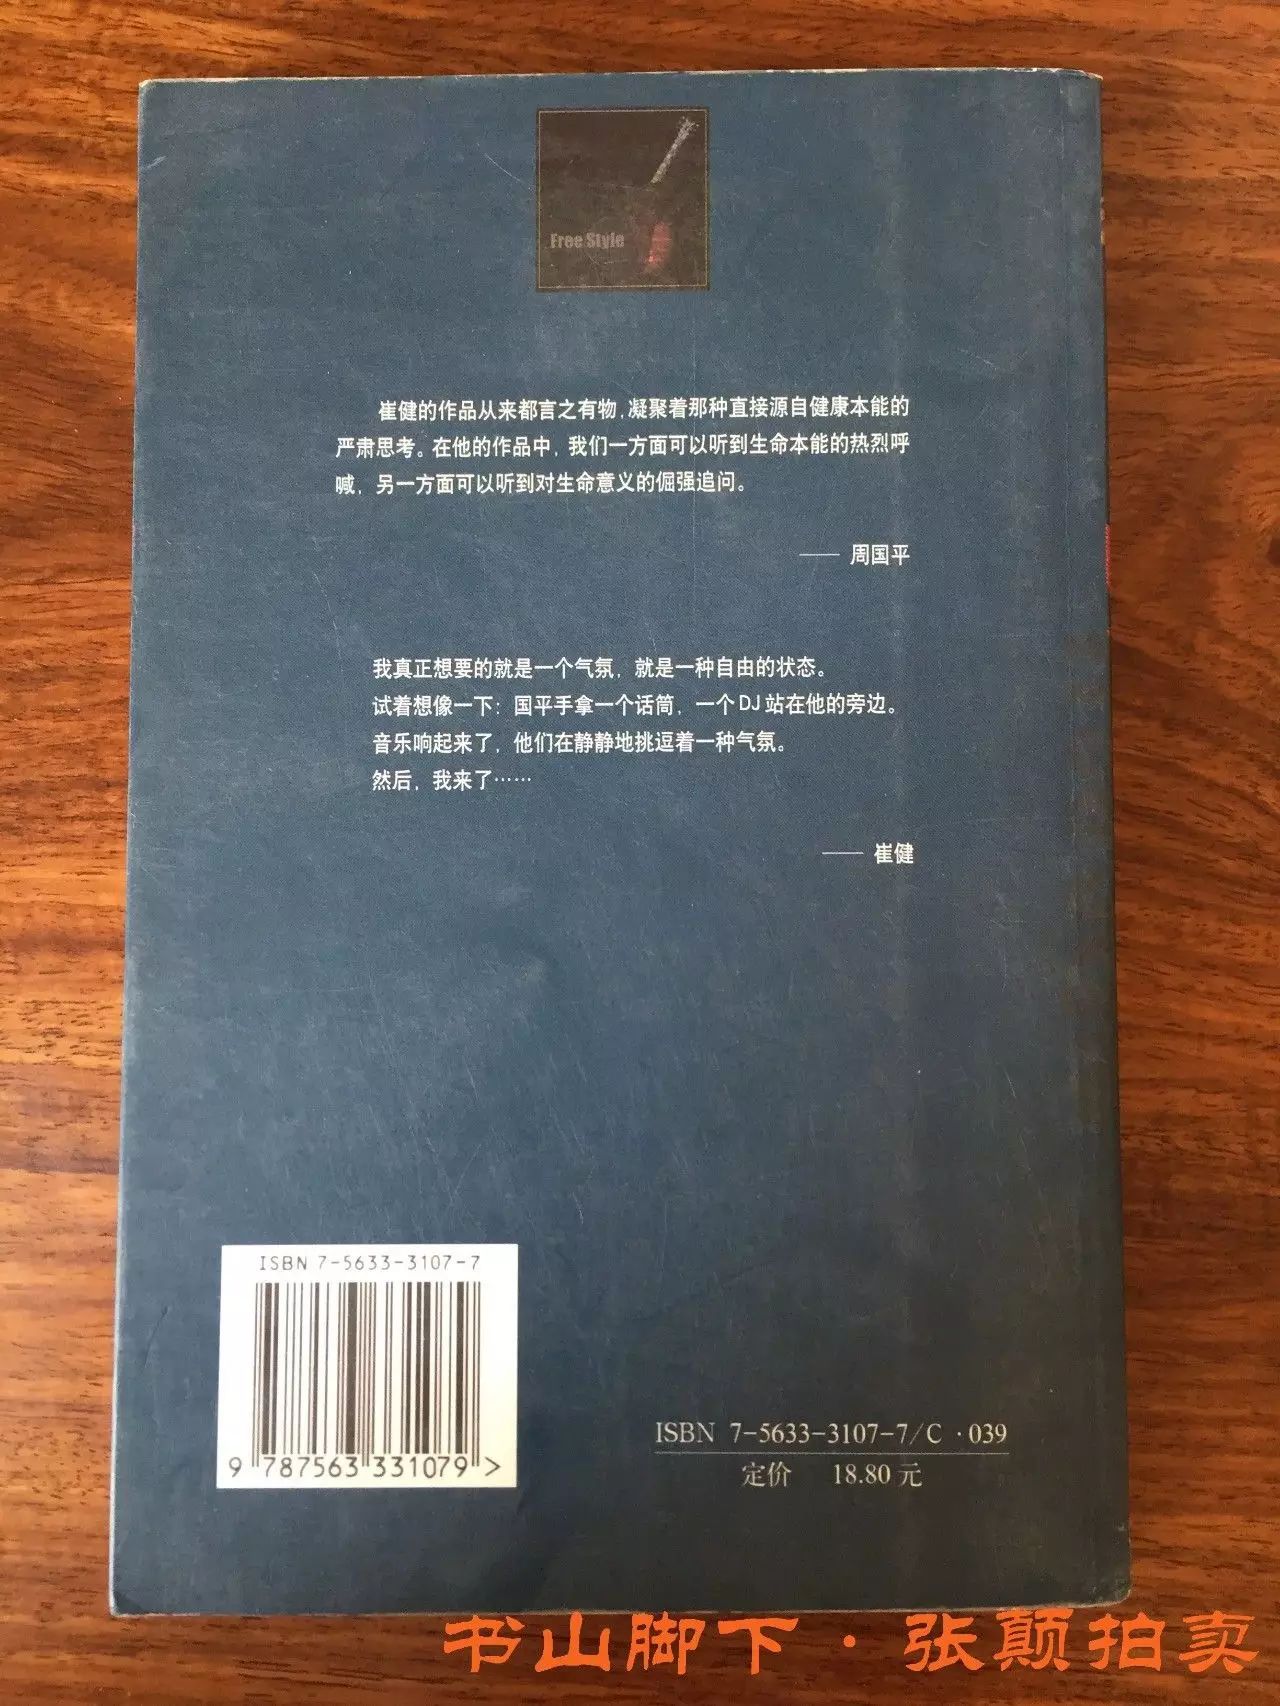 Free Style
崔健的作品从来都言之有物，凝聚着那种直接源自健康本能的
严肃思考。在他的作品中，我们一方面可以听到生命本能的热烈呼
喊，另一方面可以听到对生命意义的倔强追问。
—— 周国平
我真正想要的就是一个气氛，就是一种自由的状态。
试着想像一下：国平手拿一个话筒，一个DJ站在他的旁边。
音乐响起来了，他们在静静地挑逗着一种气氛。
然后，我来了……
—— 崔健
ISBN 7-5633-3107-7
9 787563 331079 >
ISBN 7-5633-3107-7/C·039
定价 18.80元
书山脚下·张颠拍卖